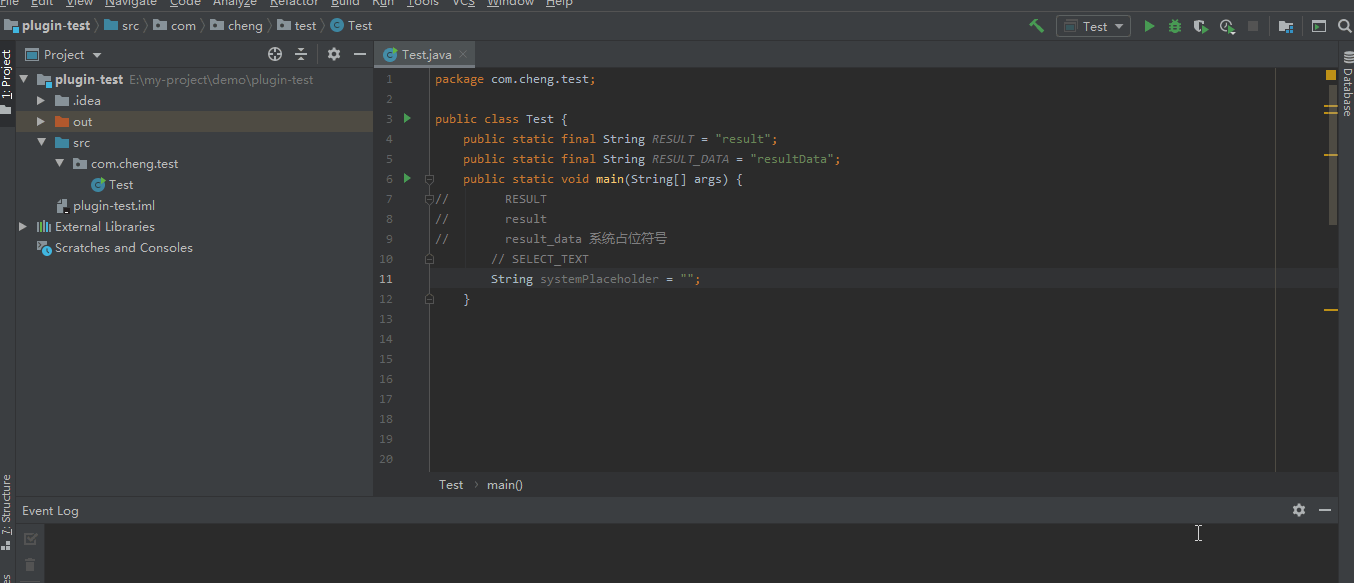 File Edit View Navigate Code Analyze Refactor Build Run Tools VCS Window Help
plugin-test src com cheng test Test
Test
1: Project
Project
Test.java
Database
plugin-test E:\my-project\demo\plugin-test
.idea
out
src
com.cheng.test
Test
plugin-test.iml
External Libraries
Scratches and Consoles
1 package com.cheng.test;
2
3 public class Test {
4 public static final String RESULT = "result";
5 public static final String RESULT_DATA = "resultData";
6 public static void main(String[] args) {
7 // RESULT
8 // result
9 // result_data 系统占位符号
10 // SELECT_TEXT
11 String systemPlaceholder = "";
12 }
13
14
15
16
17
18
19
20
Test main()
7: Structure
Event Log